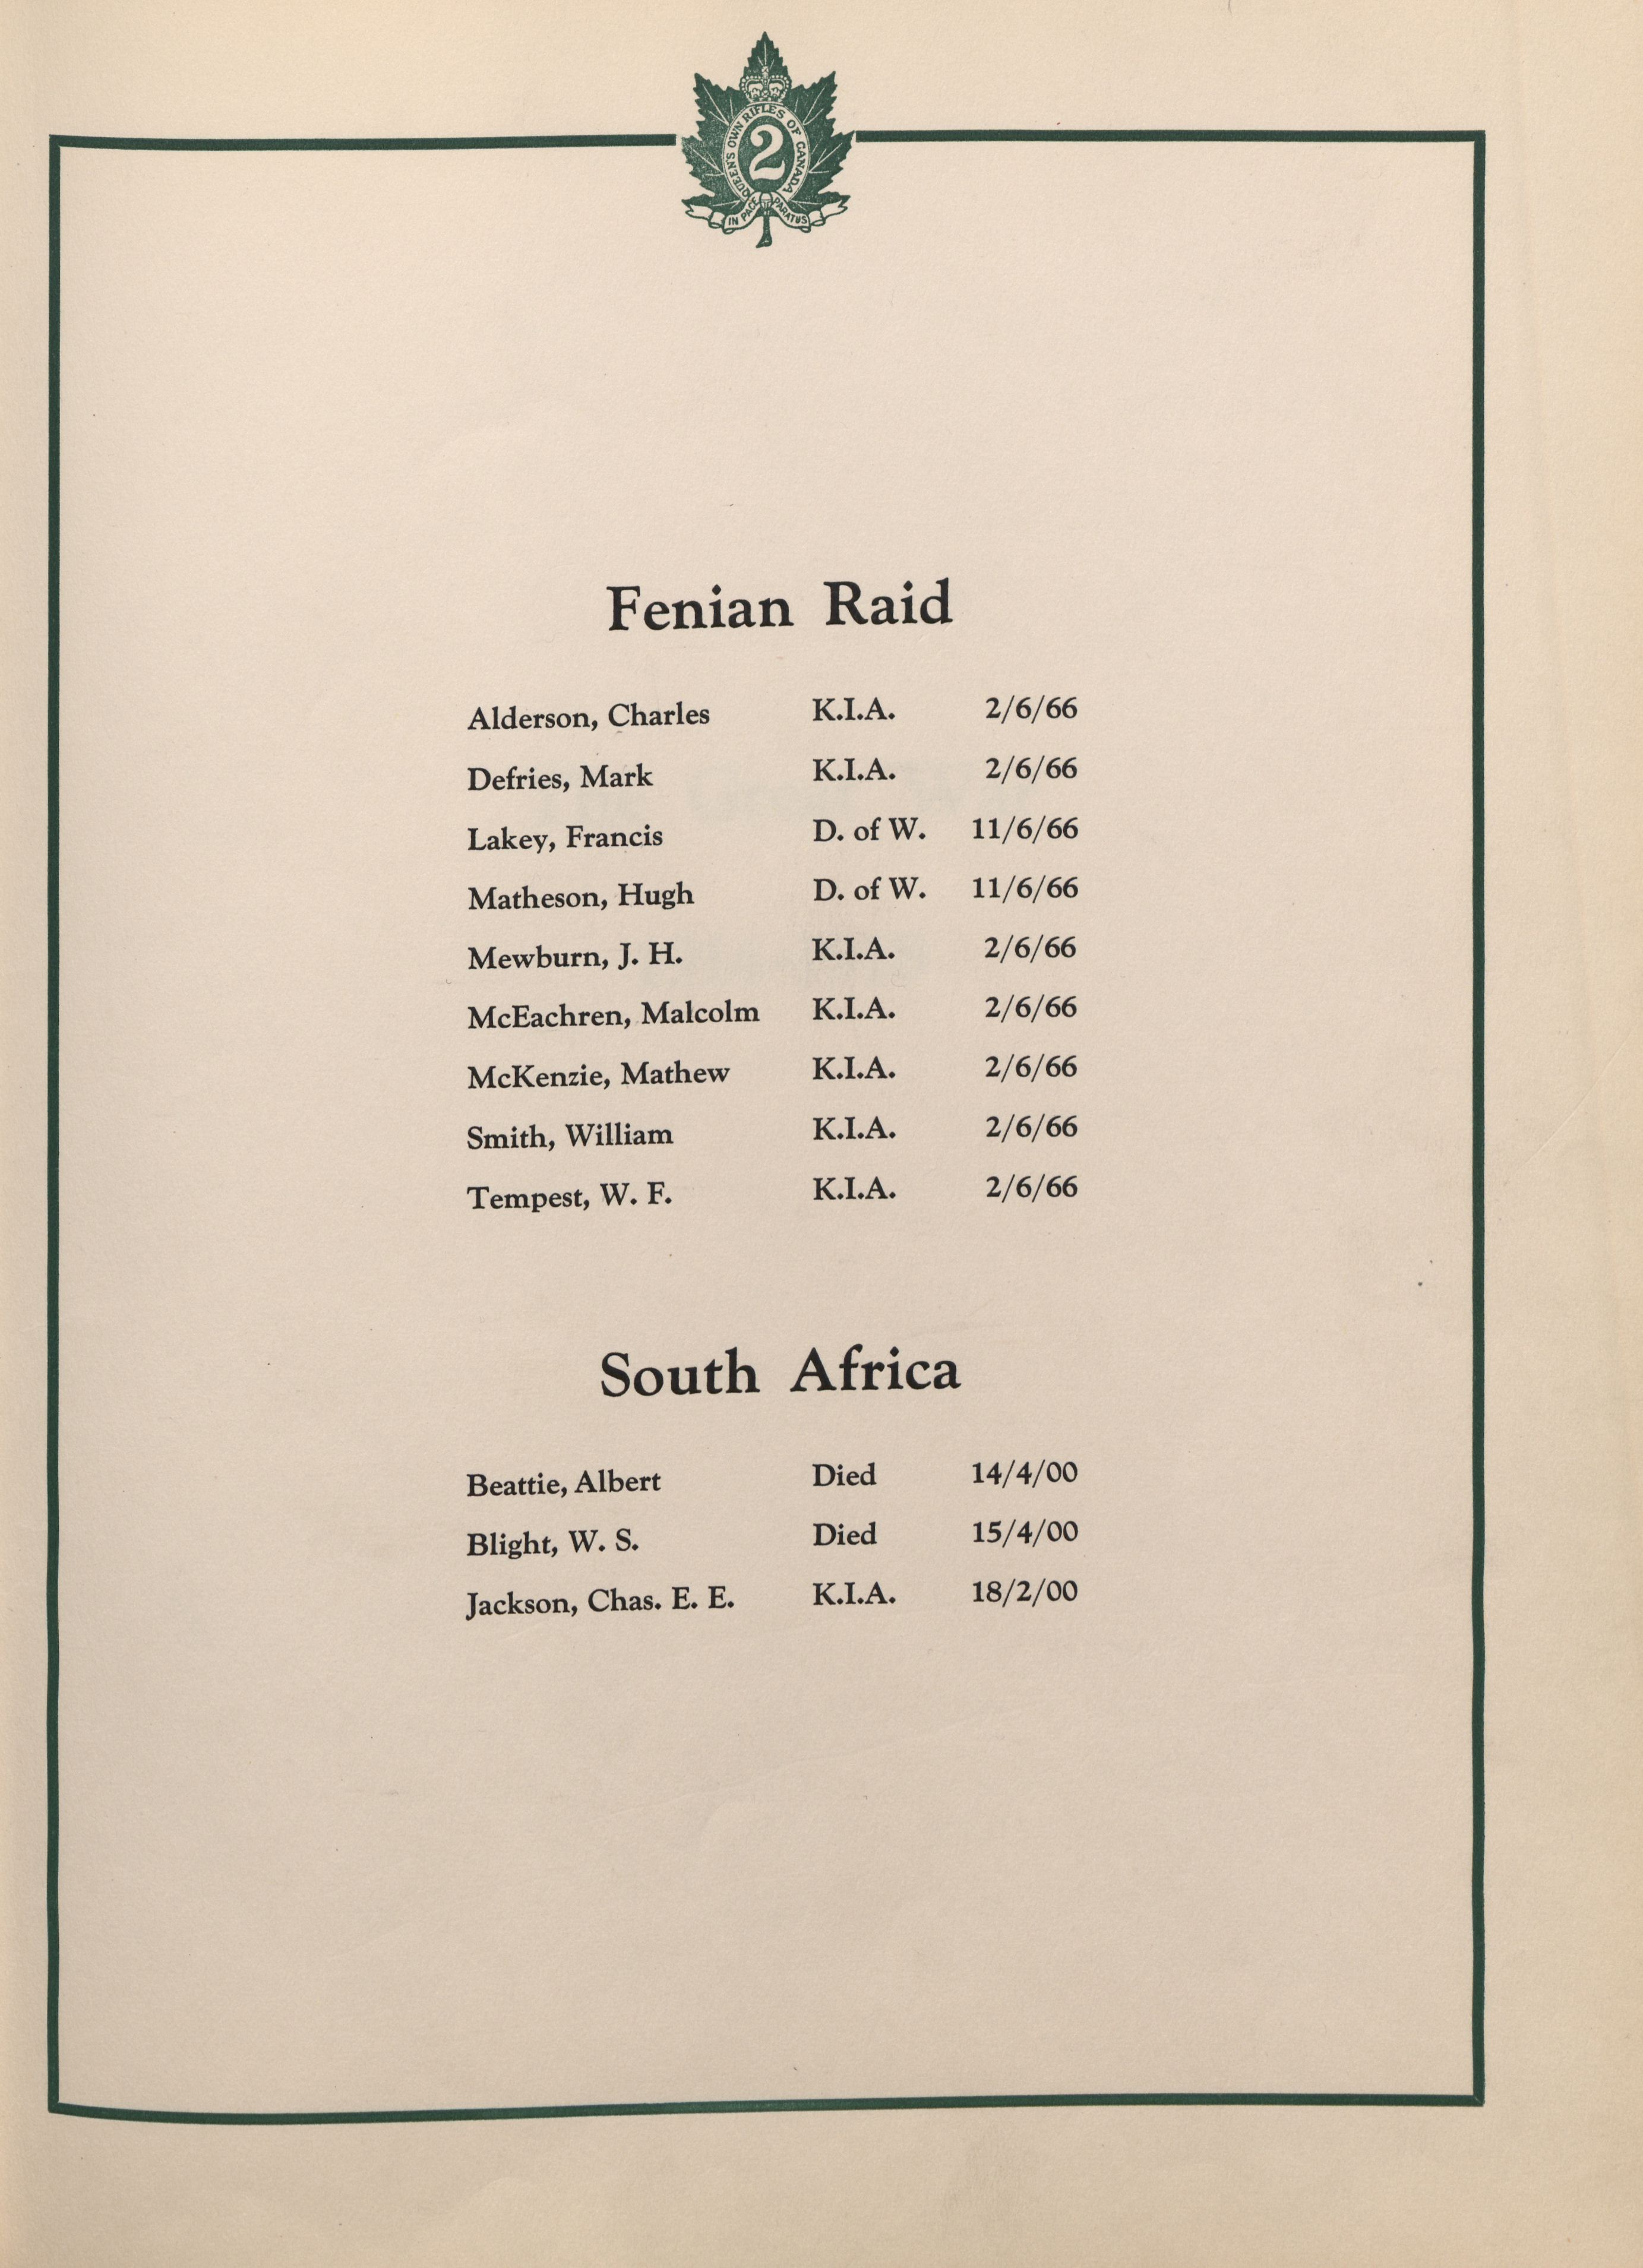 QUEEN'S OWN RIFLES OF CANADA
2
IN PACE PARATUS
Fenian Raid
Alderson, Charles K.I.A. 2/6/66
Defries, Mark K.I.A. 2/6/66
Lakey, Francis D. of W. 11/6/66
Matheson, Hugh D. of W. 11/6/66
Mewburn, J. H. K.I.A. 2/6/66
McEachren, Malcolm K.I.A. 2/6/66
McKenzie, Mathew K.I.A. 2/6/66
Smith, William K.I.A. 2/6/66
Tempest, W. F. K.I.A. 2/6/66
South Africa
Beattie, Albert Died 14/4/00
Blight, W. S. Died 15/4/00
Jackson, Chas. E. E. K.I.A. 18/2/00